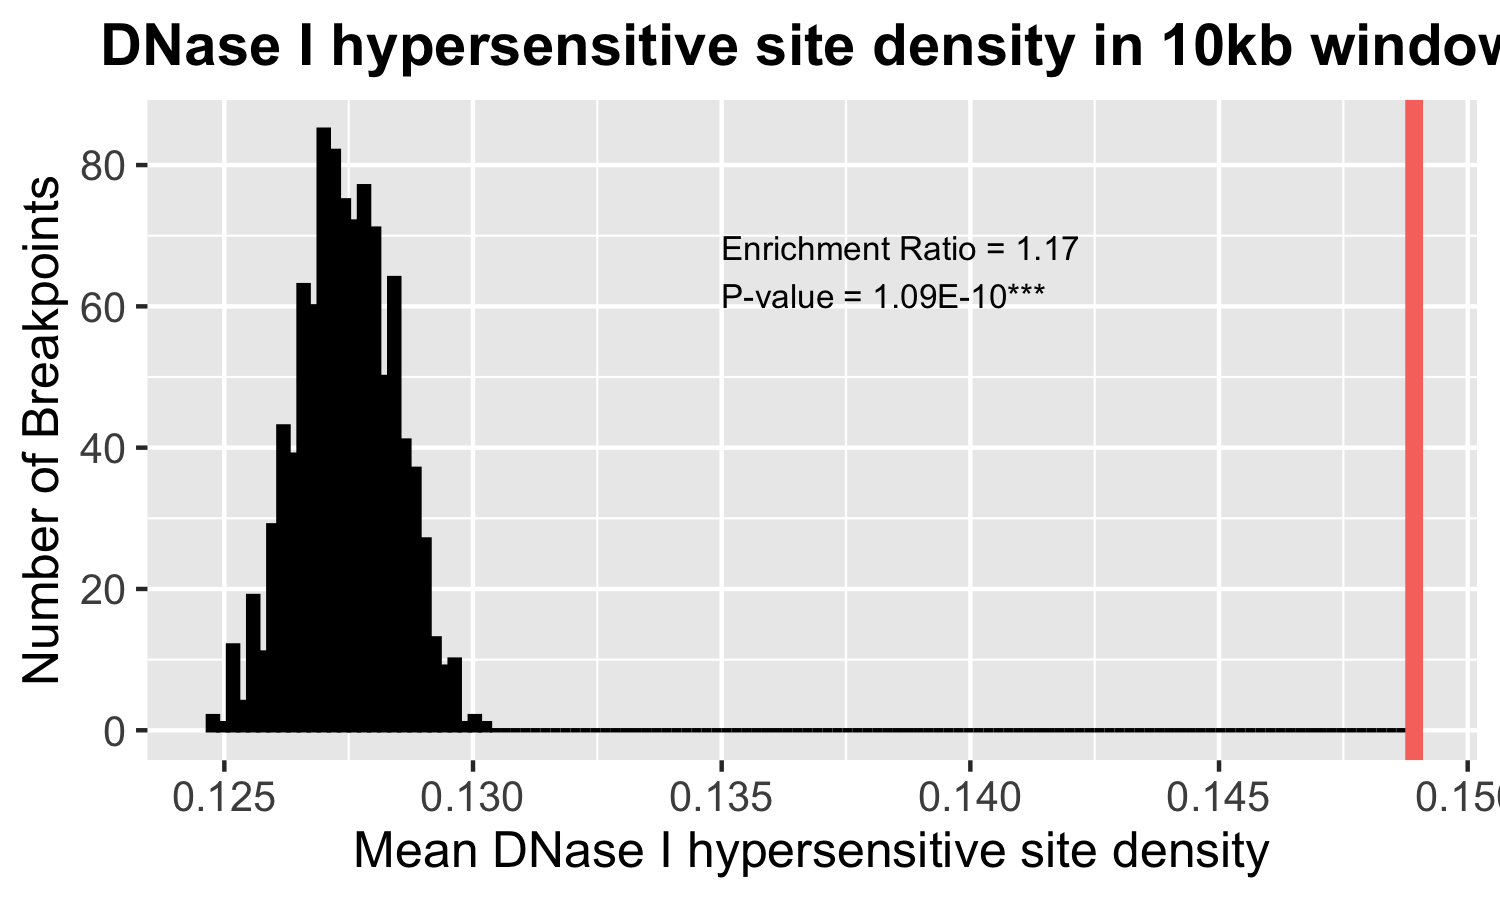 DNase I hypersensitive site density in 10kb window
80
60
40
20
0
Number of Breakpoints
Enrichment Ratio = 1.17
P-value = 1.09E-10***
0.125 0.130 0.135 0.140 0.145 0.150
Mean DNase I hypersensitive site density